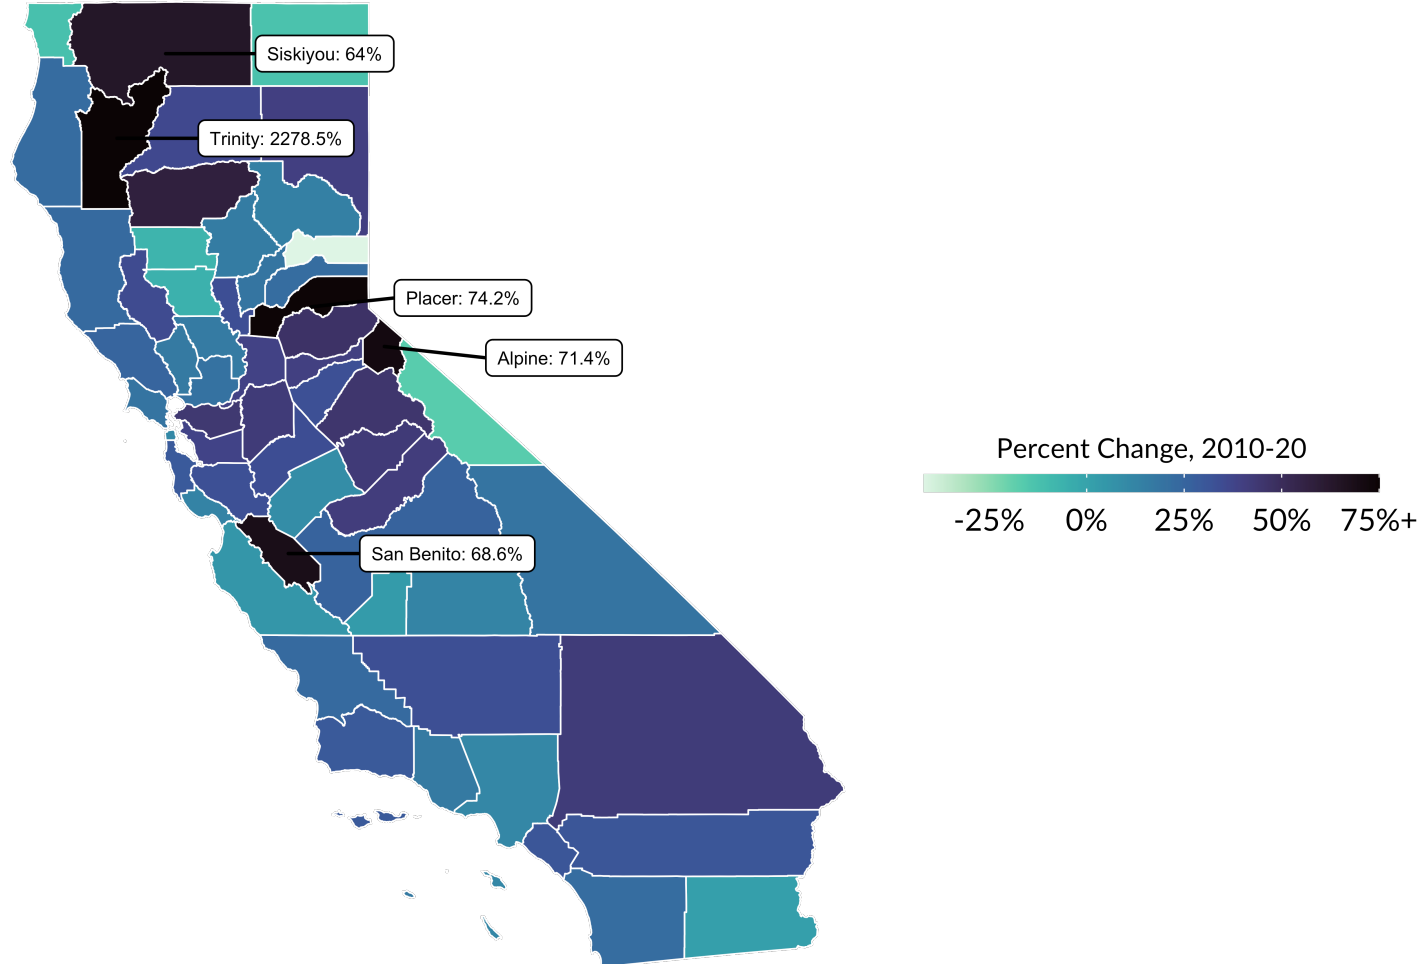 Siskiyou: 64%
Trinity: 2278.5%
Placer: 74.2%
Alpine: 71.4%
Percent Change, 2010-20
-25% 0% 25% 50% 75%+
San Benito: 68.6%